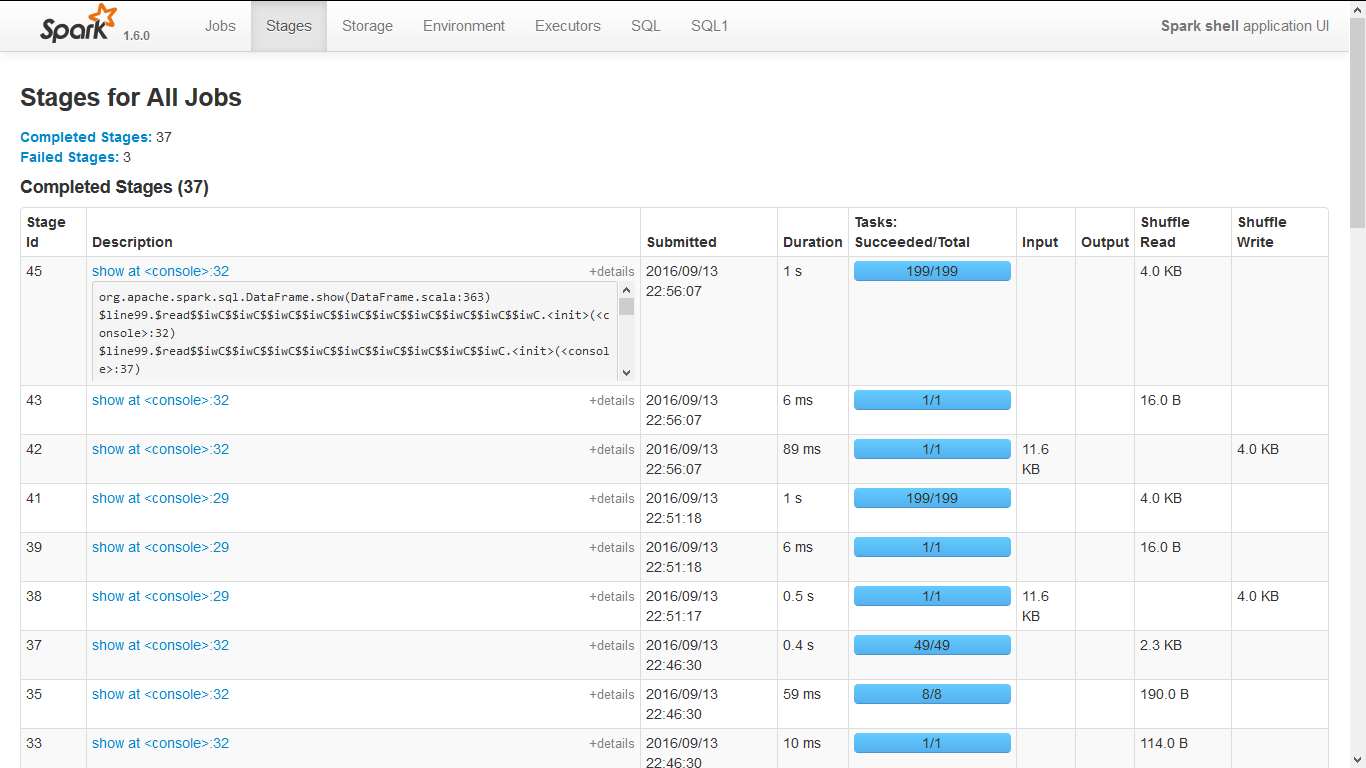 Spark 1.6.0 Jobs Stages Storage Environment Executors SQL SQL1 Spark shell application UI
Stages for All Jobs
Completed Stages: 37
Failed Stages: 3
Completed Stages (37)
Stage Id Description Submitted Duration Tasks: Succeeded/Total Input Output Shuffle Read Shuffle Write
45 show at <console>:32 +details 2016/09/13 22:56:07 1 s 199/199 4.0 KB
org.apache.spark.sql.DataFrame.show(DataFrame.scala:363)
$line99.$read$$iwC$$iwC$$iwC$$iwC$$iwC$$iwC$$iwC$$iwC$$iwC$$iwC.<init>(<c
onsole>:32)
$line99.$read$$iwC$$iwC$$iwC$$iwC$$iwC$$iwC$$iwC$$iwC$$iwC.<init>(<consol
e>:37)
43 show at <console>:32 +details 2016/09/13 22:56:07 6 ms 1/1 16.0 B
42 show at <console>:32 +details 2016/09/13 22:56:07 89 ms 1/1 11.6 KB 4.0 KB
41 show at <console>:29 +details 2016/09/13 22:51:18 1 s 199/199 4.0 KB
39 show at <console>:29 +details 2016/09/13 22:51:18 6 ms 1/1 16.0 B
38 show at <console>:29 +details 2016/09/13 22:51:17 0.5 s 1/1 11.6 KB 4.0 KB
37 show at <console>:32 +details 2016/09/13 22:46:30 0.4 s 49/49 2.3 KB
35 show at <console>:32 +details 2016/09/13 22:46:30 59 ms 8/8 190.0 B
33 show at <console>:32 +details 2016/09/13 22:46:30 10 ms 1/1 114.0 B